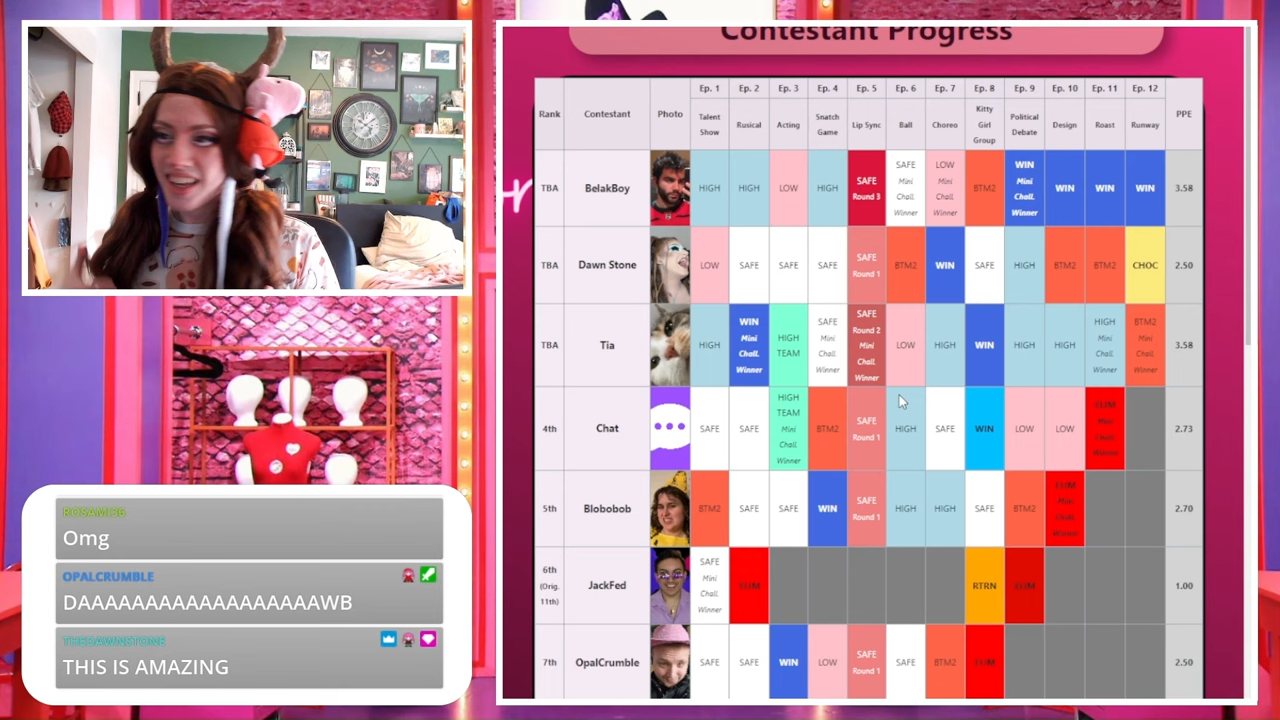 Contestant Progress
Rank Contestant Photo Ep. 1 Ep. 2 Ep. 3 Ep. 4 Ep. 5 Ep. 6 Ep. 7 Ep. 8 Ep. 9 Ep. 10 Ep. 11 Ep. 12 PPE
Talent Show Rusical Acting Snatch Game Lip Sync Ball Choreo Kitty Girl Group Political Debate Design Roast Runway
TBA BelakBoy HIGH HIGH LOW HIGH SAFE Round 3 SAFE Mini Chall. Winner LOW Mini Chall. Winner BTM2 WIN Mini Chall. Winner WIN WIN WIN 3.58
TBA Dawn Stone LOW SAFE SAFE SAFE SAFE Round 1 BTM2 WIN SAFE HIGH BTM2 BTM2 CHOC 2.50
TBA Tia HIGH WIN Mini Chall. Winner HIGH TEAM SAFE Mini Chall. Winner SAFE Round 2 Mini Chall. Winner LOW HIGH WIN HIGH HIGH HIGH Mini Chall. Winner BTM2 Mini Chall. Winner 3.58
4th Chat SAFE SAFE HIGH TEAM Mini Chall. Winner BTM2 SAFE Round 1 HIGH SAFE WIN LOW LOW ELIM Mini Chall. Winner 2.73
5th Blobobob BTM2 SAFE SAFE WIN SAFE Round 1 HIGH HIGH SAFE BTM2 ELIM Mini Chall. Winner 2.70
6th (Orig. 11th) JackFed SAFE Mini Chall. Winner ELIM RTRN ELIM 1.00
7th OpalCrumble SAFE SAFE WIN LOW SAFE Round 1 SAFE BTM2 ELIM 2.50
ROSAMI36
Omg
OPALCRUMBLE
DAAAAAAAAAAAAAAAAAAWB
THEDAWNSTONE
THIS IS AMAZING